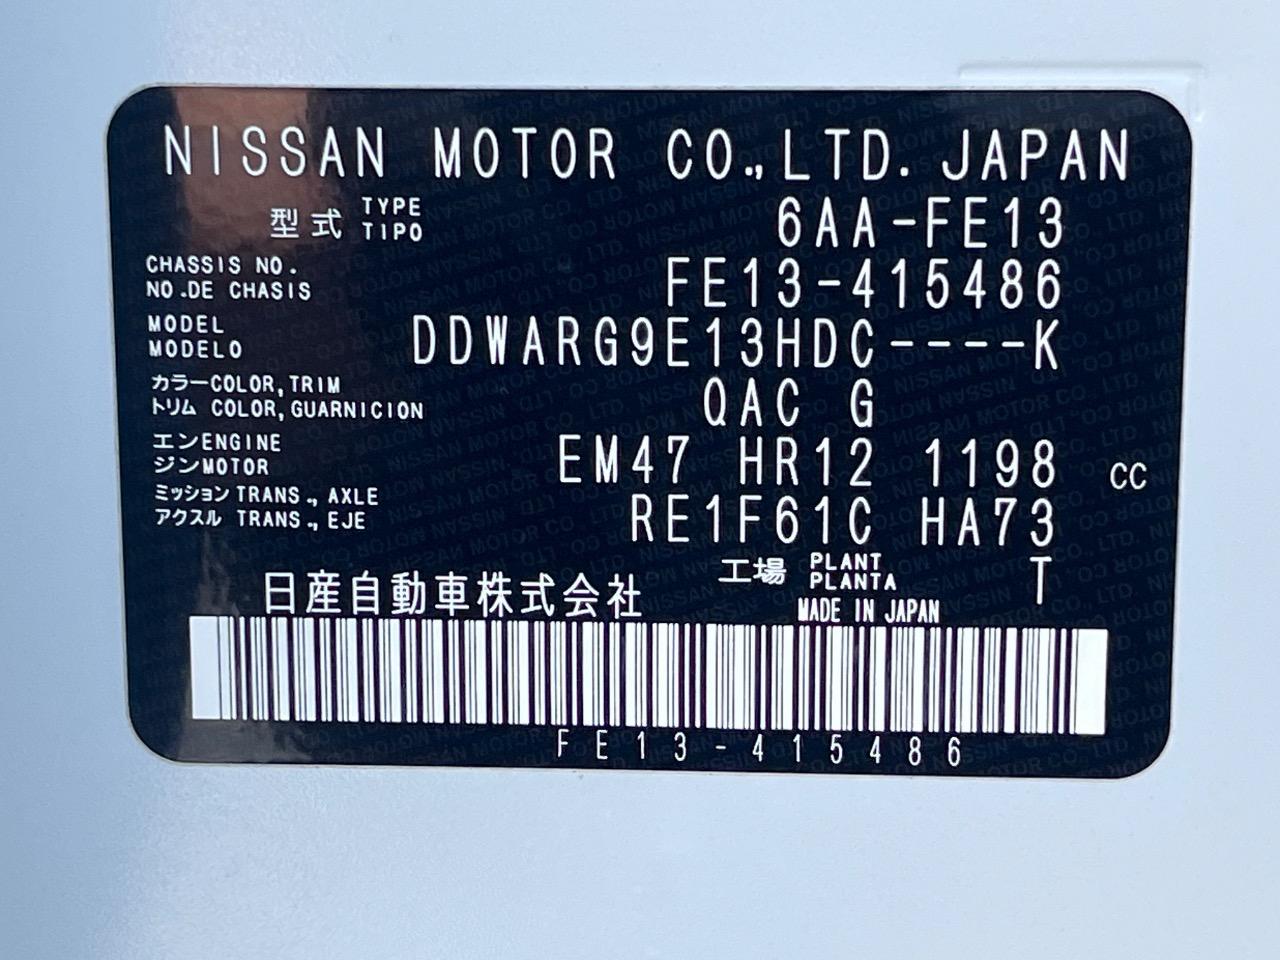 NISSAN MOTOR CO.,LTD. JAPAN
型式 TYPE TIPO 6AA-FE13
CHASSIS NO. FE13-415486
NO.DE CHASIS
MODEL DDWARG9E13HDC----K
MODELO
カラーCOLOR,TRIM QAC G
トリム COLOR,GUARNICION
エンENGINE EM47 HR12 1198 CC
ジンMOTOR
ミッションTRANS.,AXLE RE1F61C HA73
アクスル TRANS.,EJE
工場 PLANT PLANTA T
日産自動車株式会社 MADE IN JAPAN
FE13-415486